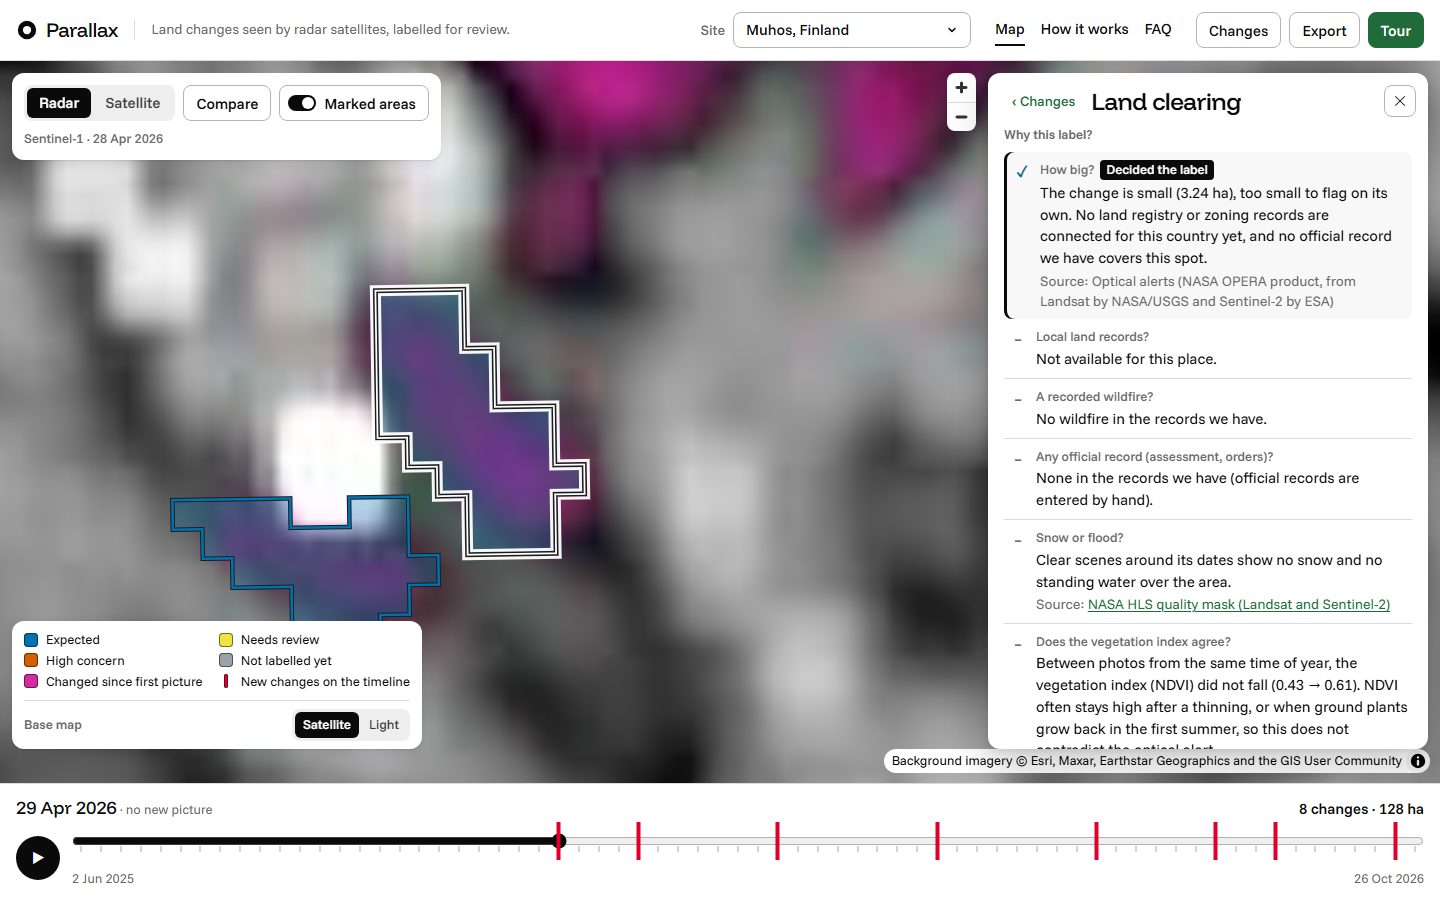 Parallax
Land changes seen by radar satellites, labelled for review.
Site
Muhos, Finland
Map
How it works
FAQ
Changes
Export
Tour
Radar
Satellite
Compare
Marked areas
Sentinel-1 · 28 Apr 2026
+
−
‹ Changes
Land clearing
Why this label?
✓ How big? Decided the label
The change is small (3.24 ha), too small to flag on its
own. No land registry or zoning records are
connected for this country yet, and no official record
we have covers this spot.
Source: Optical alerts (NASA OPERA product, from
Landsat by NASA/USGS and Sentinel-2 by ESA)
– Local land records?
Not available for this place.
– A recorded wildfire?
No wildfire in the records we have.
– Any official record (assessment, orders)?
None in the records we have (official records are
entered by hand).
– Snow or flood?
Clear scenes around its dates show no snow and no
standing water over the area.
Source: NASA HLS quality mask (Landsat and Sentinel-2)
– Does the vegetation index agree?
Between photos from the same time of year, the
vegetation index (NDVI) did not fall (0.43 → 0.61). NDVI
often stays high after a thinning, or when ground plants
grow back in the first summer, so this does not
contradict the optical alert.
Expected
Needs review
High concern
Not labelled yet
Changed since first picture
New changes on the timeline
Base map
Satellite
Light
Background imagery © Esri, Maxar, Earthstar Geographics and the GIS User Community
29 Apr 2026 · no new picture
8 changes · 128 ha
2 Jun 2025
26 Oct 2026